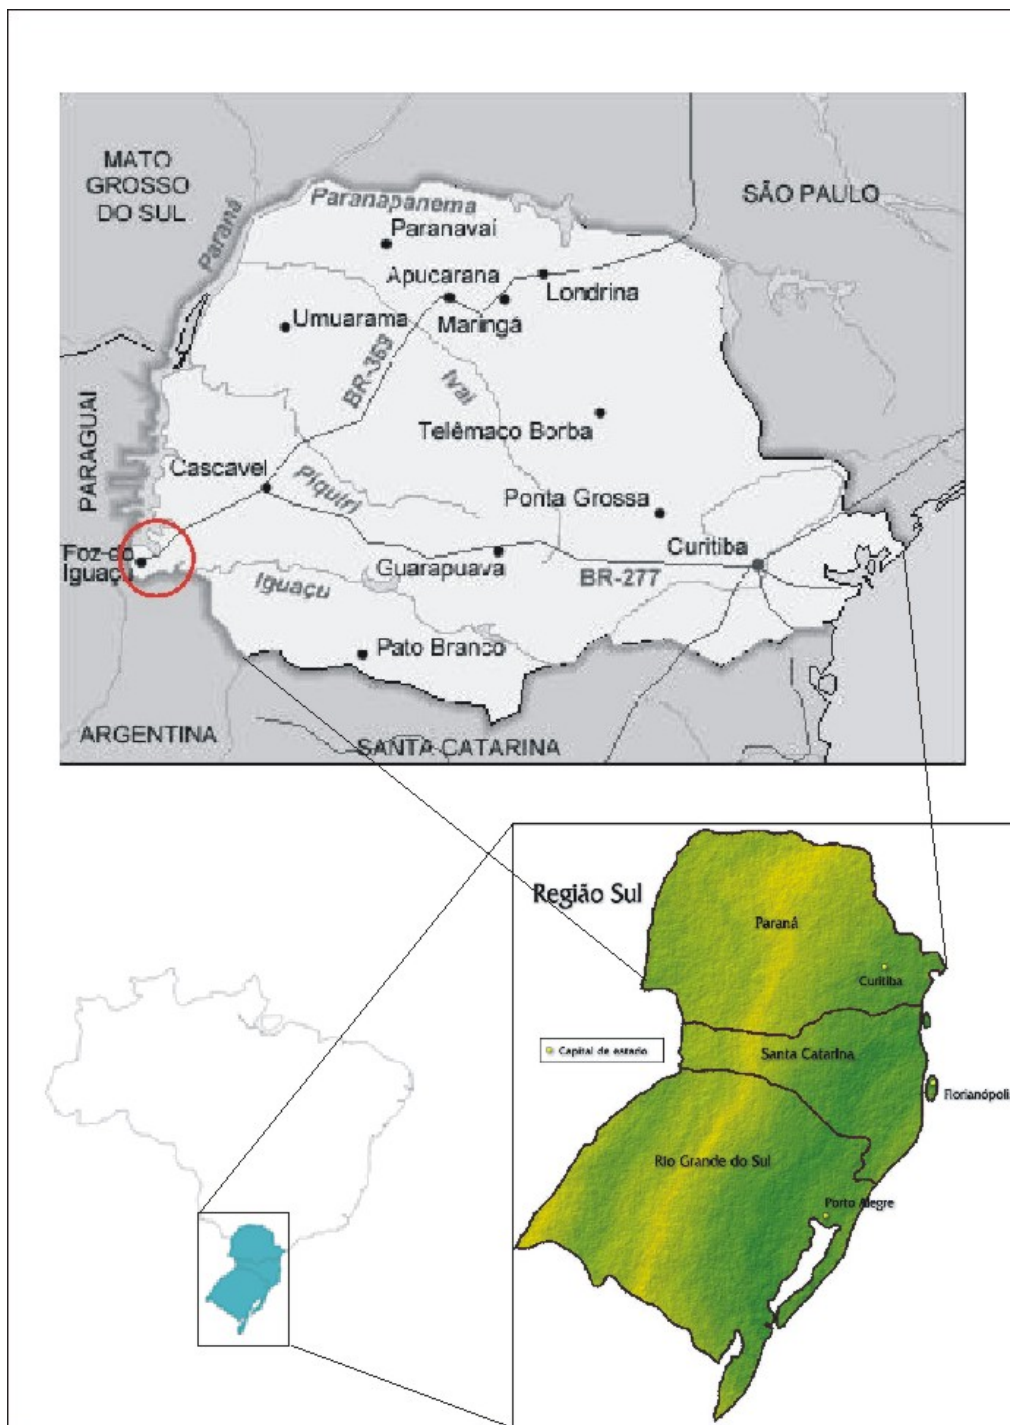 MATO
GROSSO
DO SUL
SÃO PAULO
Paraná
Paranapanema
Paranavaí
Apucarana
Londrina
Umuarama
Maringá
BR-369
Ivaí
Telêmaco Borba
PARAGUAI
Cascavel
Piquiri
Ponta Grossa
Foz do
Iguaçu
Guarapuava
Curitiba
BR-277
Iguaçu
Pato Branco
ARGENTINA
SANTA CATARINA
Região Sul
Paraná
Curitiba
Capital de estado
Santa Catarina
Florianópolis
Rio Grande do Sul
Porto Alegre